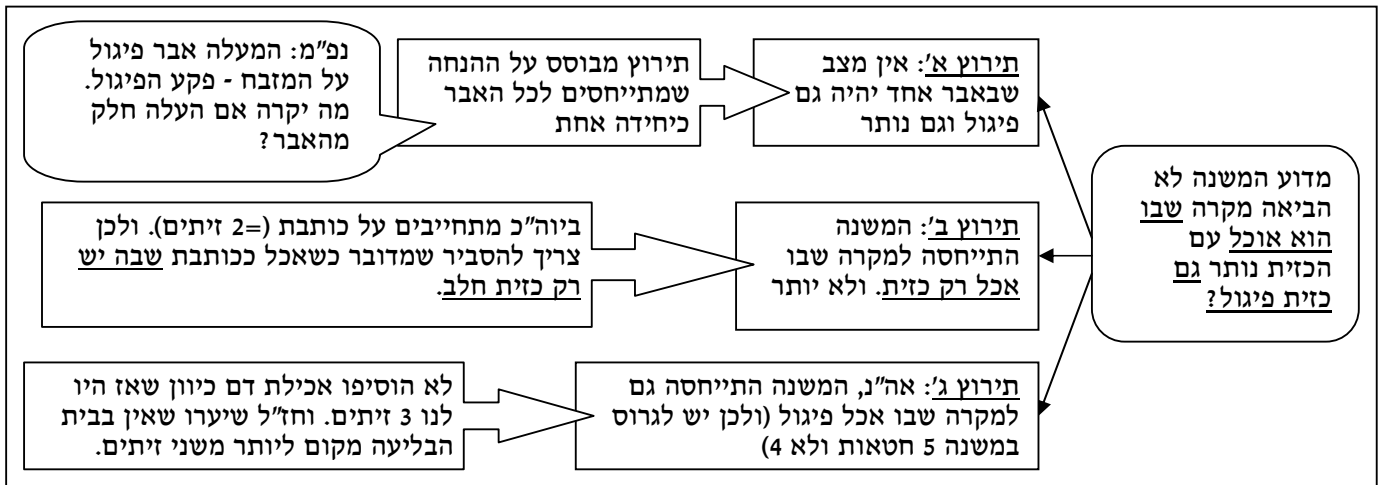 מדוע המשנה לא
הביאה מקרה שבו
הוא אוכל עם
הכזית נותר גם
כזית פיגול?
תירוץ א': אין מצב
שבאבר אחד יהיה גם
פיגול וגם נותר
תירוץ מבוסס על ההנחה
שמתייחסים לכל האבר
כיחידה אחת
נפ"מ: המעלה אבר פיגול
על המזבח - פקע הפיגול.
מה יקרה אם העלה חלק
מהאבר?
תירוץ ב': המשנה
התייחסה למקרה שבו
אכל רק כזית. ולא יותר
ביוה"כ מתחייבים על כותבת (=2 זיתים). ולכן
צריך להסביר שמדובר כשאכל ככותבת שבה יש
רק כזית חלב.
תירוץ ג': אה"נ, המשנה התייחסה גם
למקרה שבו אכל פיגול (ולכן יש לגרוס
במשנה 5 חטאות ולא 4)
לא הוסיפו אכילת דם כיוון שאז היו
לנו 3 זיתים. וחז"ל שיערו שאין בבית
הבליעה מקום ליותר משני זיתים.